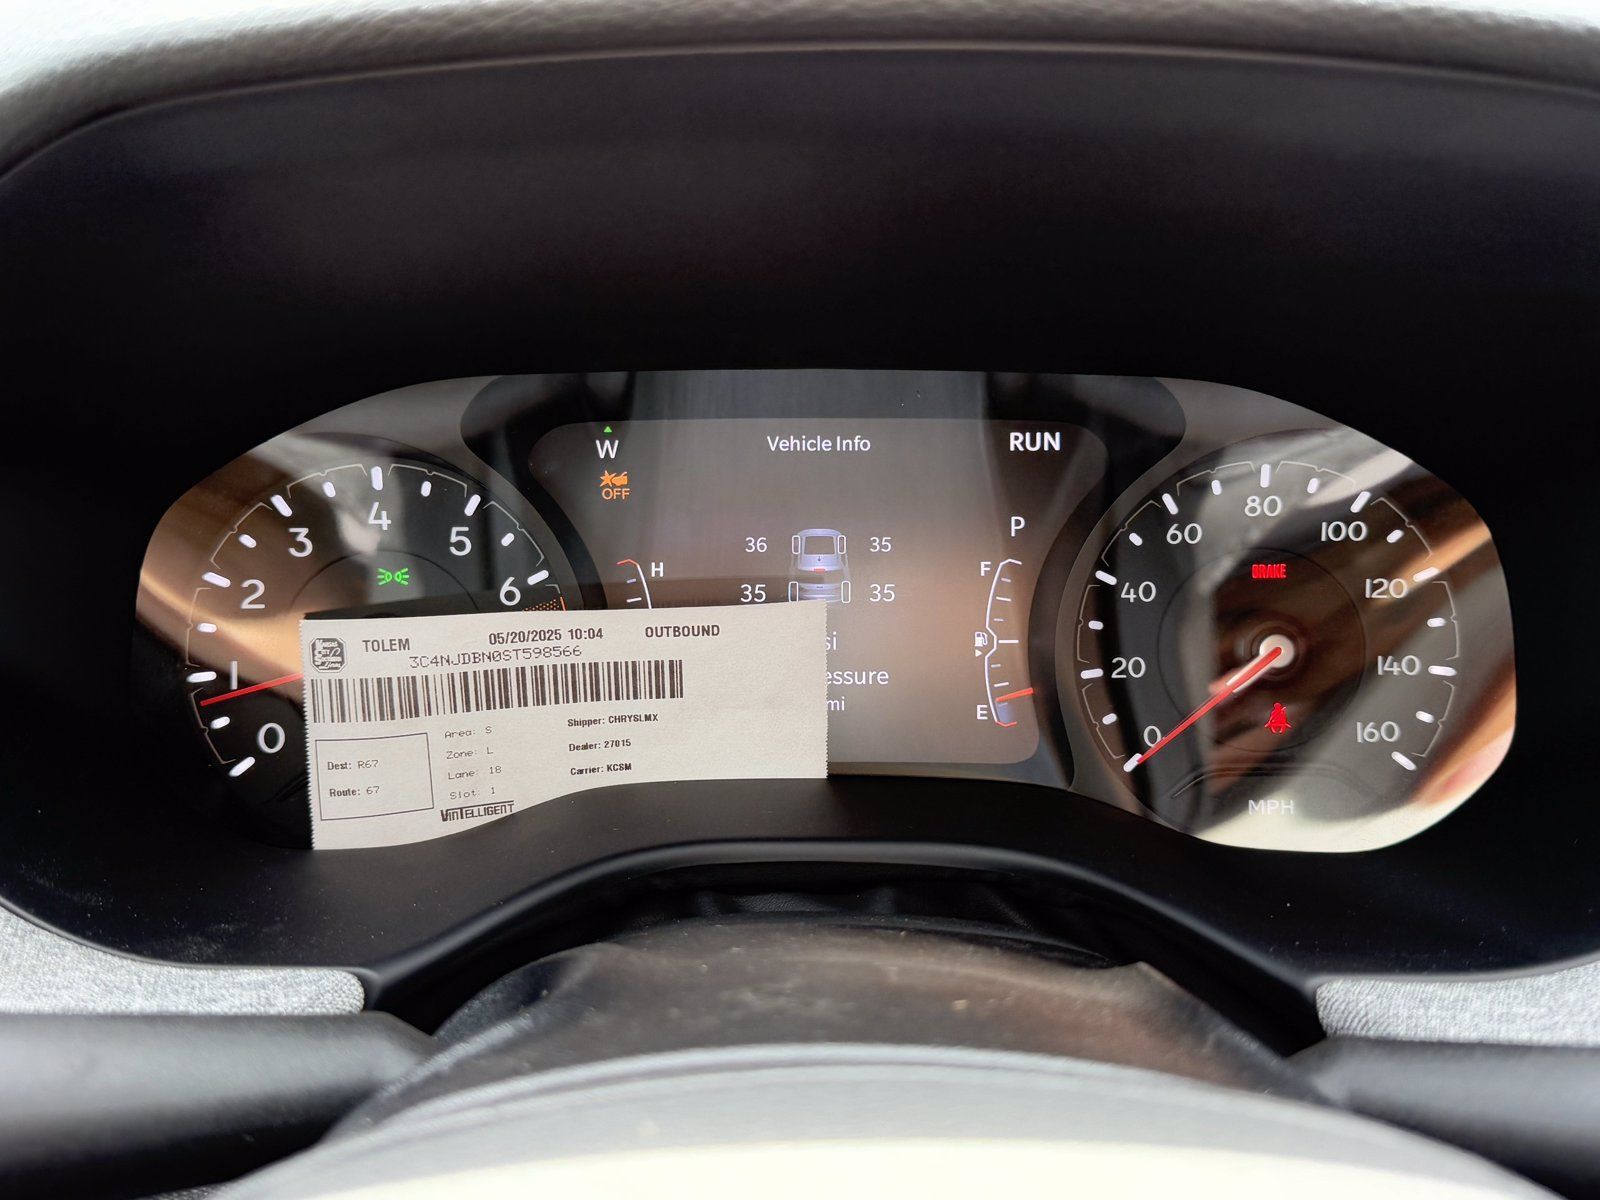 W
Vehicle Info
RUN
OFF
P
36 35
35 35
H
F
E
si
essure
mi
0
1
2
3
4
5
6
0
20
40
60
80
100
120
140
160
BRAKE
MPH
TOLEM 05/20/2025 10:04 OUTBOUND
3C4NJDBN0ST598566
Dest: R67
Route: 67
Area: S
Zone: L
Lane: 18
Slot: 1
Shipper: CHRYSLMX
Dealer: 27015
Carrier: KCSM
VINTELLIGENT